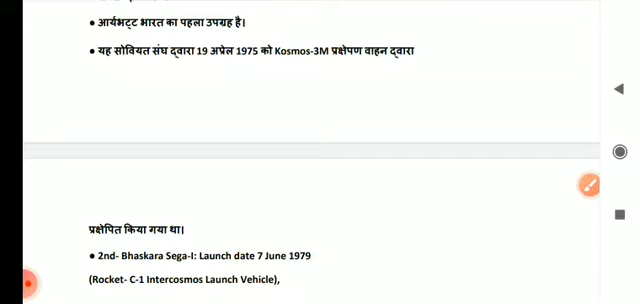 • आर्यभट्ट भारत का पहला उपग्रह है।
• यह सोवियत संघ द्वारा 19 अप्रेल 1975 को Kosmos-3M प्रक्षेपण वाहन द्वारा
प्रक्षेपित किया गया था।
• 2nd- Bhaskara Sega-I: Launch date 7 June 1979
(Rocket- C-1 Intercosmos Launch Vehicle),